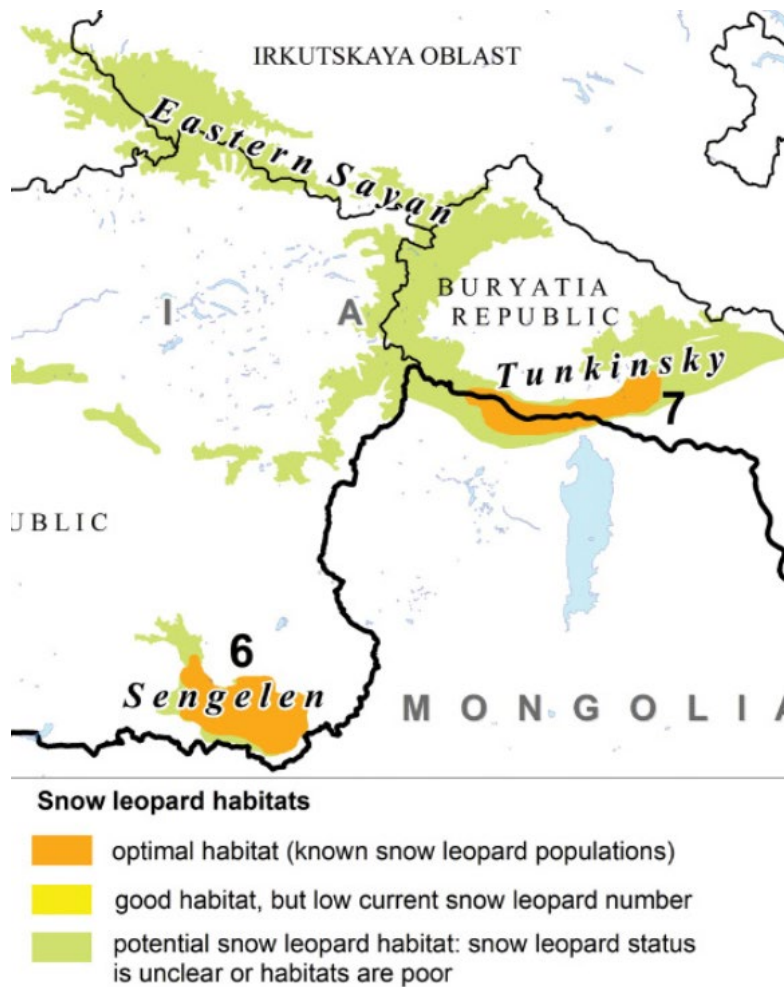 IRKUTSKAYA OBLAST
Eastern Sayan
BURYATIA
REPUBLIC
I A
Tunkinsky
7
UBLIC
6
Sengelen
MONGOLIA
Snow leopard habitats
optimal habitat (known snow leopard populations)
good habitat, but low current snow leopard number
potential snow leopard habitat: snow leopard status
is unclear or habitats are poor